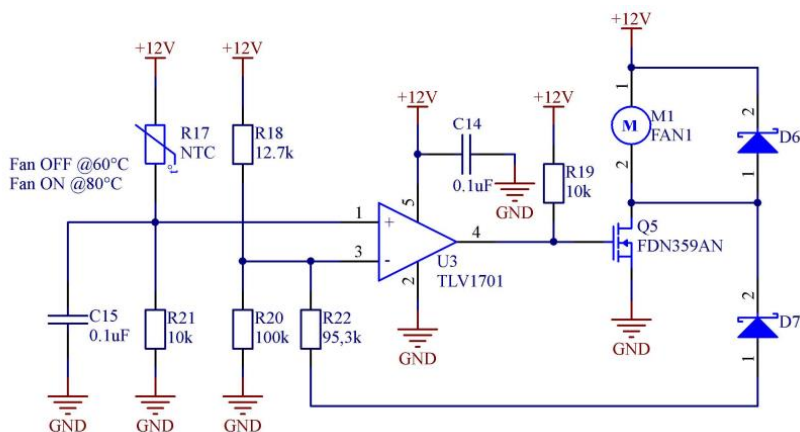 +12V
+12V
+12V
+12V
+12V
1
M1
M
FAN1
2
2
D6
1
R17
NTC
t°
Fan OFF @60°C
Fan ON @80°C
R18
12.7k
C14
0.1uF
GND
R19
10k
1
+
5
3
-
4
2
U3
TLV1701
Q5
FDN359AN
C15
0.1uF
R21
10k
R20
100k
R22
95,3k
2
D7
1
GND
GND
GND
GND
GND